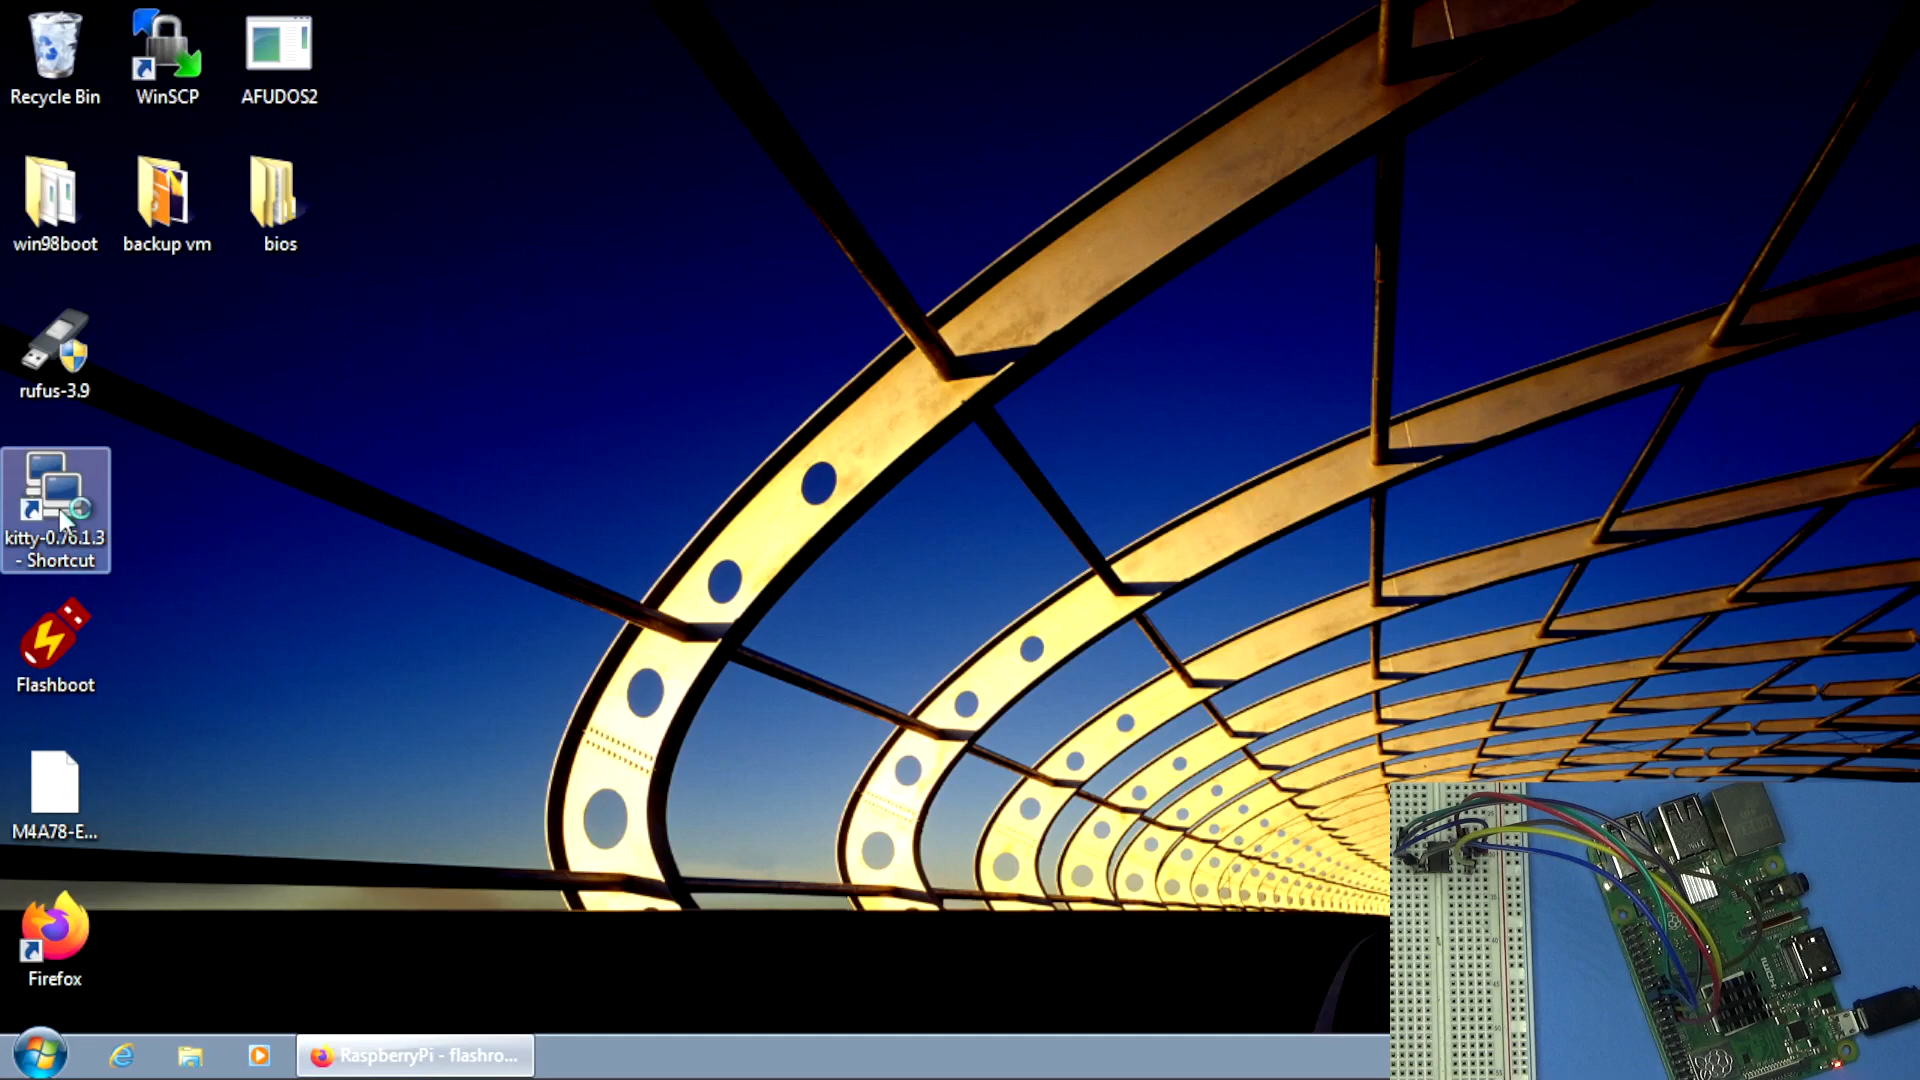 Recycle Bin
WinSCP
AFUDOS2
win98boot
backup vm
bios
rufus-3.9
kitty-0.76.1.3
- Shortcut
Flashboot
M4A78-E...
Firefox
RaspberryPi - flashro...
HDMI